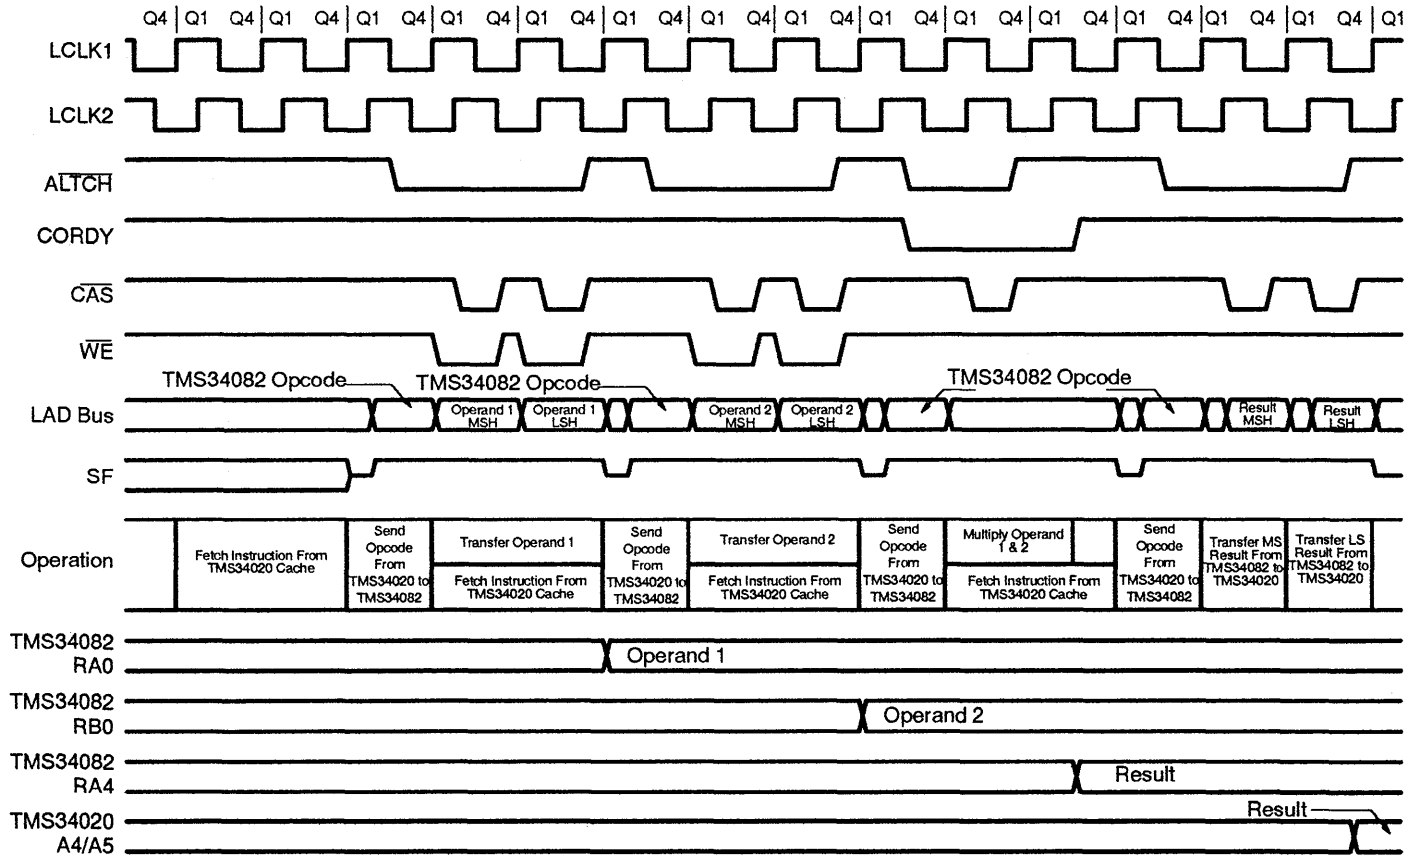 Q4 Q1 Q4 Q1 Q4 Q1 Q4 Q1 Q4 Q1 Q4 Q1 Q4 Q1 Q4 Q1 Q4 Q1 Q4 Q1 Q4 Q1 Q4 Q1 Q4 Q1 Q4 Q1 Q4 Q1
LCLK1
LCLK2
ALTCH
CORDY
CAS
WE
TMS34082 Opcode
TMS34082 Opcode
TMS34082 Opcode
LAD Bus
Operand 1
MSH
Operand 1
LSH
Operand 2
MSH
Operand 2
LSH
Result
MSH
Result
LSH
SF
Operation
Fetch Instruction From
TMS34020 Cache
Send
Opcode
From
TMS34020 to
TMS34082
Transfer Operand 1
Fetch Instruction From
TMS34020 Cache
Send
Opcode
From
TMS34020 to
TMS34082
Transfer Operand 2
Fetch Instruction From
TMS34020 Cache
Send
Opcode
From
TMS34020 to
TMS34082
Multiply Operand
1 & 2
Fetch Instruction From
TMS34020 Cache
Send
Opcode
From
TMS34020 to
TMS34082
Transfer MS
Result From
TMS34082 to
TMS34020
Transfer LS
Result From
TMS34082 to
TMS34020
TMS34082
RA0
Operand 1
TMS34082
RB0
Operand 2
TMS34082
RA4
Result
TMS34020
A4/A5
Result